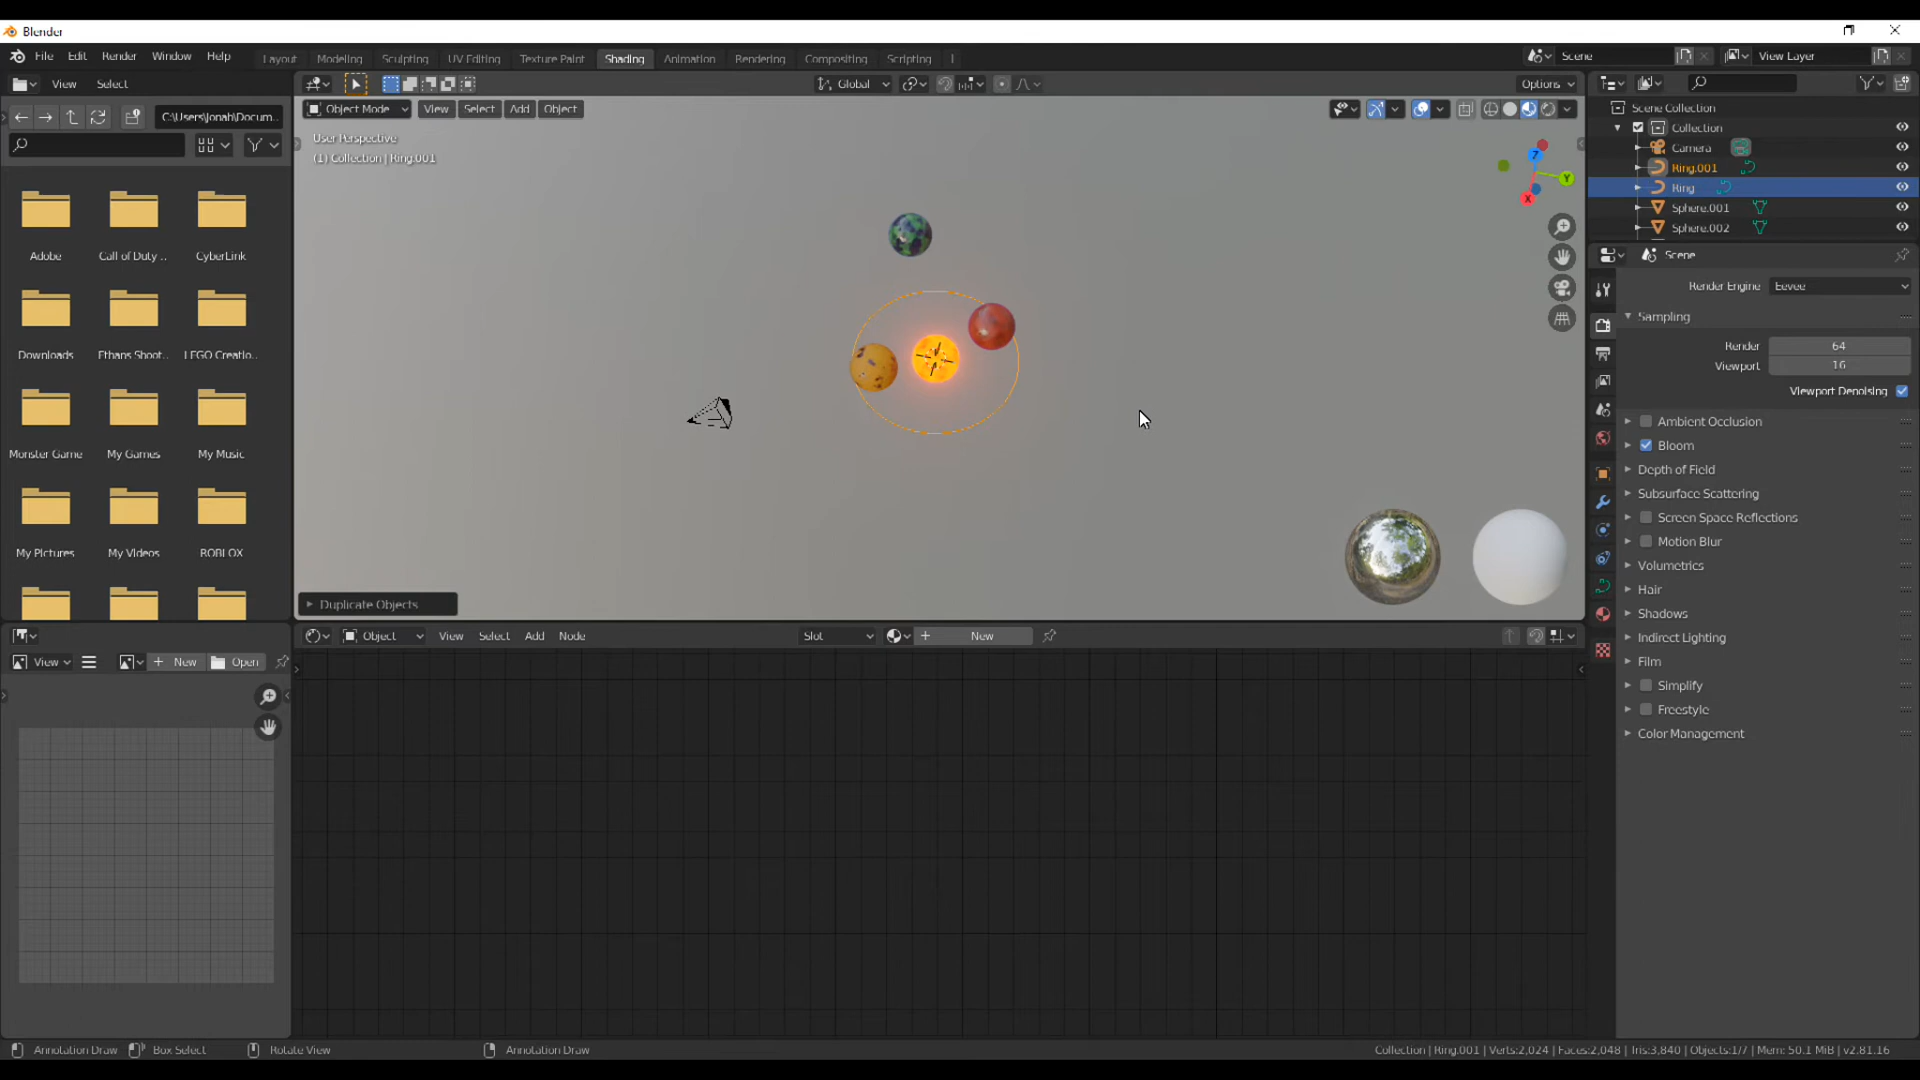 Blender
File Edit Render Window Help
Layout Modeling Sculpting UV Editing Texture Paint Shading Animation Rendering Compositing Scripting
Scene
View Layer
View Select
Global
Options
C:\Users\Jonah\Docum..
Object Mode View Select Add Object
User Perspective
(1) Collection | Ring.001
Z
Y
X
Scene Collection
Collection
Camera
Ring.001
Ring
Sphere.001
Sphere.002
Scene
Render Engine Eevee
Sampling
Render 64
Viewport 16
Viewport Denoising
Ambient Occlusion
Bloom
Depth of Field
Subsurface Scattering
Screen Space Reflections
Motion Blur
Volumetrics
Hair
Shadows
Indirect Lighting
Film
Simplify
Freestyle
Color Management
Adobe Call of Duty .. CyberLink
Downloads Ethans Shoot.. LEGO Creatio..
Monster Game My Games My Music
My Pictures My Videos ROBLOX
Duplicate Objects
Object View Select Add Node
Slot
New
View
New Open
Annotation Draw Box Select Rotate View Annotation Draw
Collection | Ring.001 | Verts:2,024 | Faces:2,048 | Tris:3,840 | Objects:1/7 | Mem: 50.1 MiB | v2.81.16